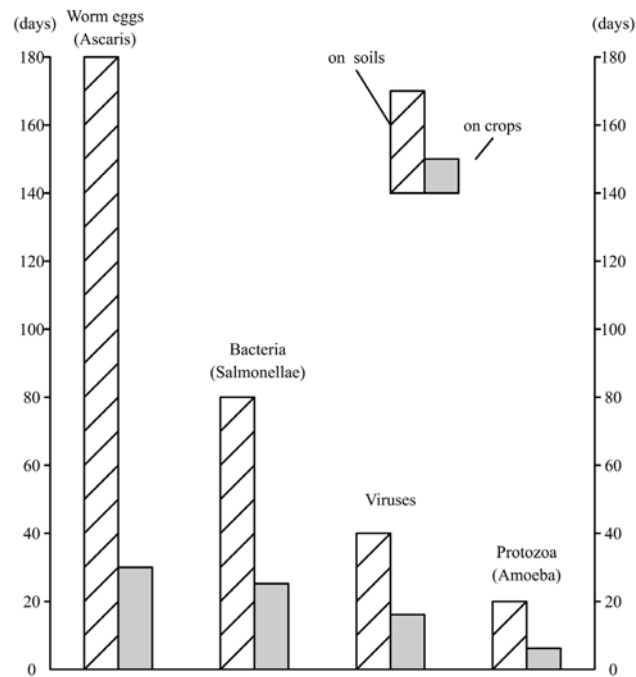 (days)
Worm eggs
(Ascaris)
(days)
180
160
140
120
100
80
60
40
20
0
on soils
on crops
Bacteria
(Salmonellae)
Viruses
Protozoa
(Amoeba)
180
160
140
120
100
80
60
40
20
0